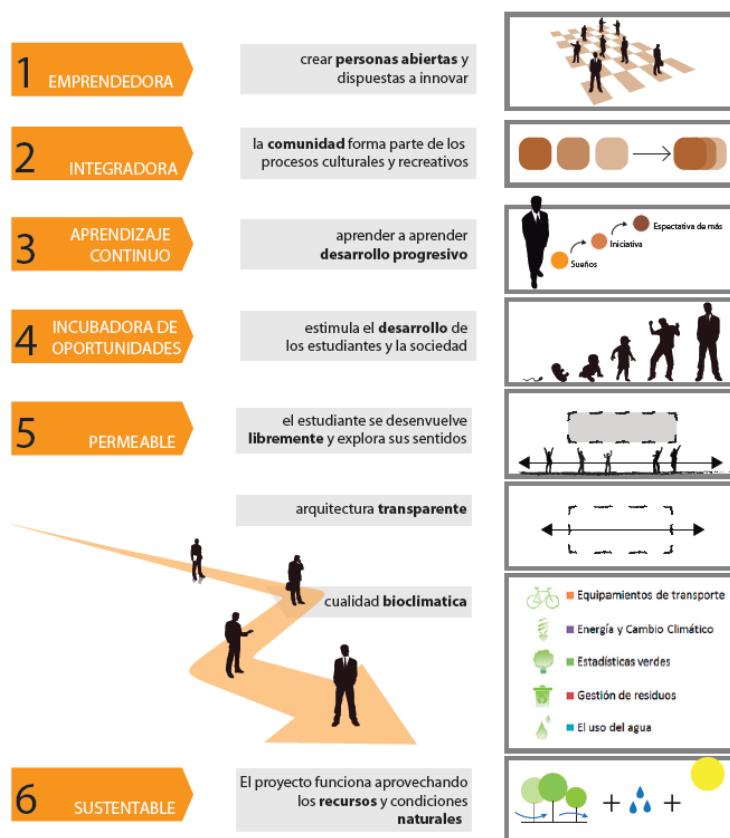 1 EMPRENDEDORA
crear personas abiertas y
dispuestas a innovar
2 INTEGRADORA
la comunidad forma parte de los
procesos culturales y recreativos
3 APRENDIZAJE
CONTINUO
aprender a aprender
desarrollo progresivo
Espectativa de más
Iniciativa
Sueños
4 INCUBADORA DE
OPORTUNIDADES
estimula el desarrollo de
los estudiantes y la sociedad
5 PERMEABLE
el estudiante se desenvuelve
libremente y explora sus sentidos
arquitectura transparente
cualidad bioclimatica
Equipamientos de transporte
Energía y Cambio Climático
Estadísticas verdes
Gestión de residuos
El uso del agua
6 SUSTENTABLE
El proyecto funciona aprovechando
los recursos y condiciones
naturales
+ +